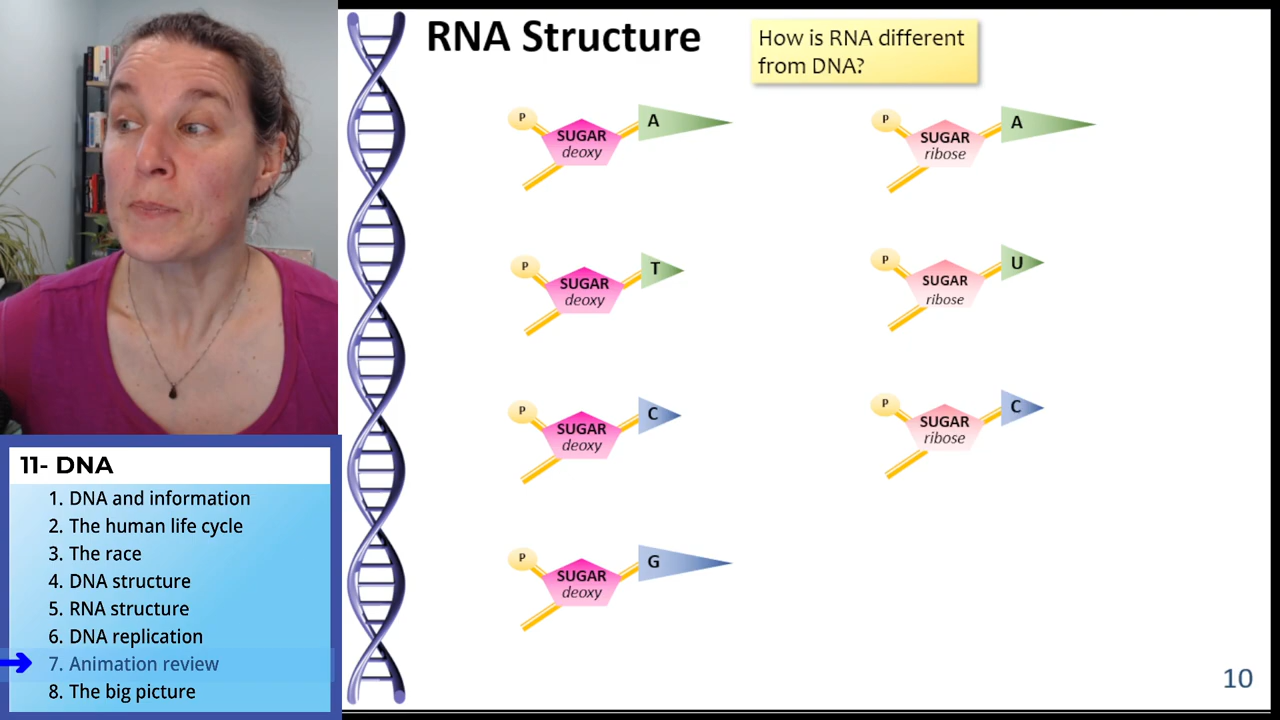 RNA Structure
How is RNA different
from DNA?
P
SUGAR
deoxy
A
P
SUGAR
ribose
A
P
SUGAR
deoxy
T
P
SUGAR
ribose
U
P
SUGAR
deoxy
C
P
SUGAR
ribose
C
P
SUGAR
deoxy
G
11- DNA
1. DNA and information
2. The human life cycle
3. The race
4. DNA structure
5. RNA structure
6. DNA replication
7. Animation review
8. The big picture
10